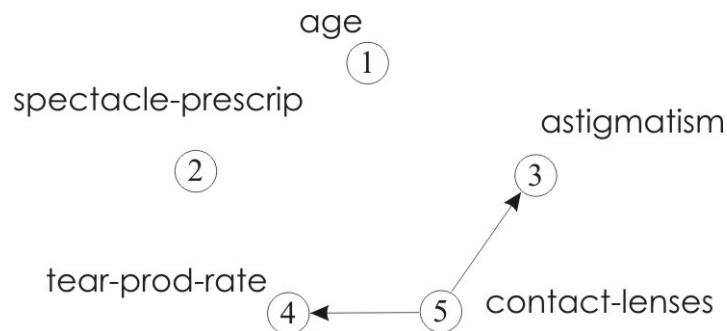 age
1
spectacle-prescrip
astigmatism
2
3
tear-prod-rate
4
5
contact-lenses